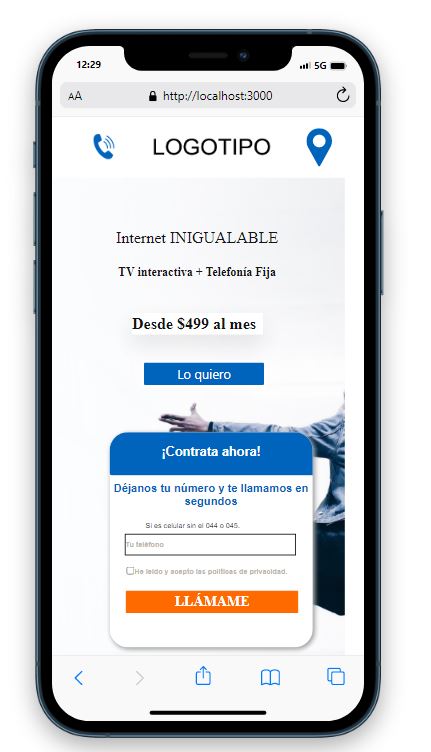 12:29
5G
AA
http://localhost:3000
LOGOTIPO
Internet INIGUALABLE
TV interactiva + Telefonía Fija
Desde $499 al mes
Lo quiero
¡Contrata ahora!
Déjanos tu número y te llamamos en
segundos
Si es celular sin el 044 o 045.
Tu teléfono
He leído y acepto las políticas de privacidad.
LLÁMAME